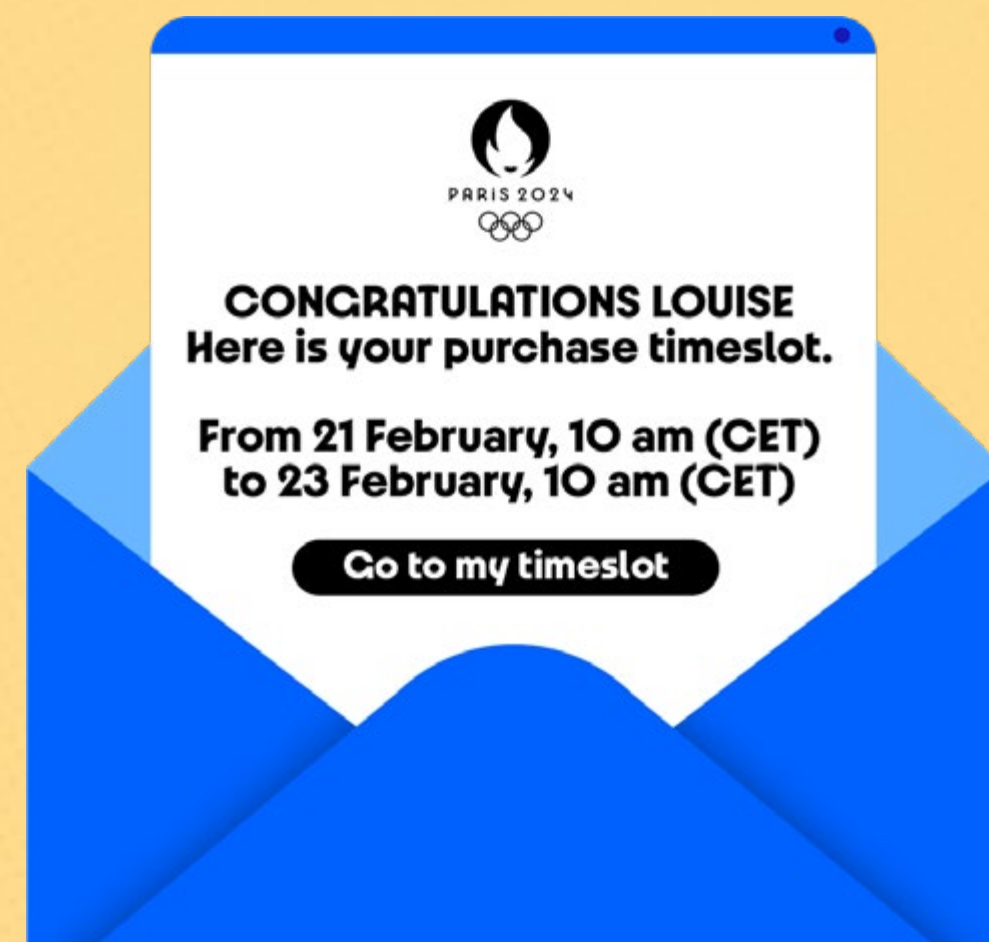 PARIS 2024
CONGRATULATIONS LOUISE
Here is your purchase timeslot.
From 21 February, 10 am (CET)
to 23 February, 10 am (CET)
Go to my timeslot